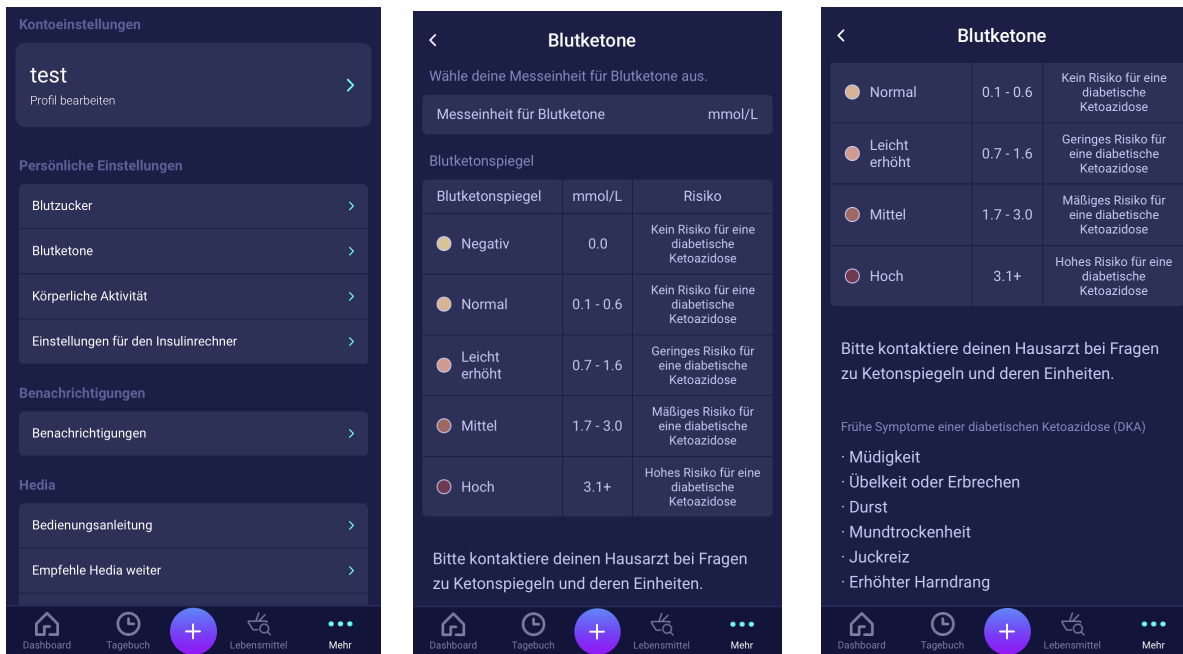 Kontoeinstellungen
test
Profil bearbeiten
Persönliche Einstellungen
Blutzucker
Blutketone
Körperliche Aktivität
Einstellungen für den Insulinrechner
Benachrichtigungen
Benachrichtigungen
Hedia
Bedienungsanleitung
Empfehle Hedia weiter
Dashboard Tagebuch + Lebensmittel Mehr
Blutketone
Wähle deine Messeinheit für Blutketone aus.
Messeinheit für Blutketone mmol/L
Blutketonspiegel
Blutketonspiegel mmol/L Risiko
Negativ 0.0 Kein Risiko für eine
diabetische
Ketoazidose
Normal 0.1 - 0.6 Kein Risiko für eine
diabetische
Ketoazidose
Leicht
erhöht 0.7 - 1.6 Geringes Risiko für
eine diabetische
Ketoazidose
Mittel 1.7 - 3.0 Mäßiges Risiko für
eine diabetische
Ketoazidose
Hoch 3.1+ Hohes Risiko für eine
diabetische
Ketoazidose
Bitte kontaktiere deinen Hausarzt bei Fragen
zu Ketonspiegeln und deren Einheiten.
Dashboard Tagebuch + Lebensmittel Mehr
Blutketone
Normal 0.1 - 0.6 Kein Risiko für eine
diabetische
Ketoazidose
Leicht
erhöht 0.7 - 1.6 Geringes Risiko für
eine diabetische
Ketoazidose
Mittel 1.7 - 3.0 Mäßiges Risiko für
eine diabetische
Ketoazidose
Hoch 3.1+ Hohes Risiko für eine
diabetische
Ketoazidose
Bitte kontaktiere deinen Hausarzt bei Fragen
zu Ketonspiegeln und deren Einheiten.
Frühe Symptome einer diabetischen Ketoazidose (DKA)
· Müdigkeit
· Übelkeit oder Erbrechen
· Durst
· Mundtrockenheit
· Juckreiz
· Erhöhter Harndrang
Dashboard Tagebuch + Lebensmittel Mehr